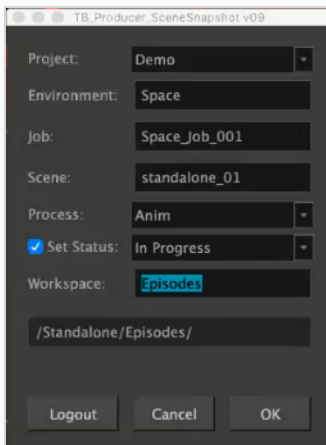 TB_Producer_SceneSnapshot v09
Project: Demo
Environment: Space
Job: Space_Job_001
Scene: standalone_01
Process: Anim
Set Status: In Progress
Workspace: Episodes
/Standalone/Episodes/
Logout Cancel OK